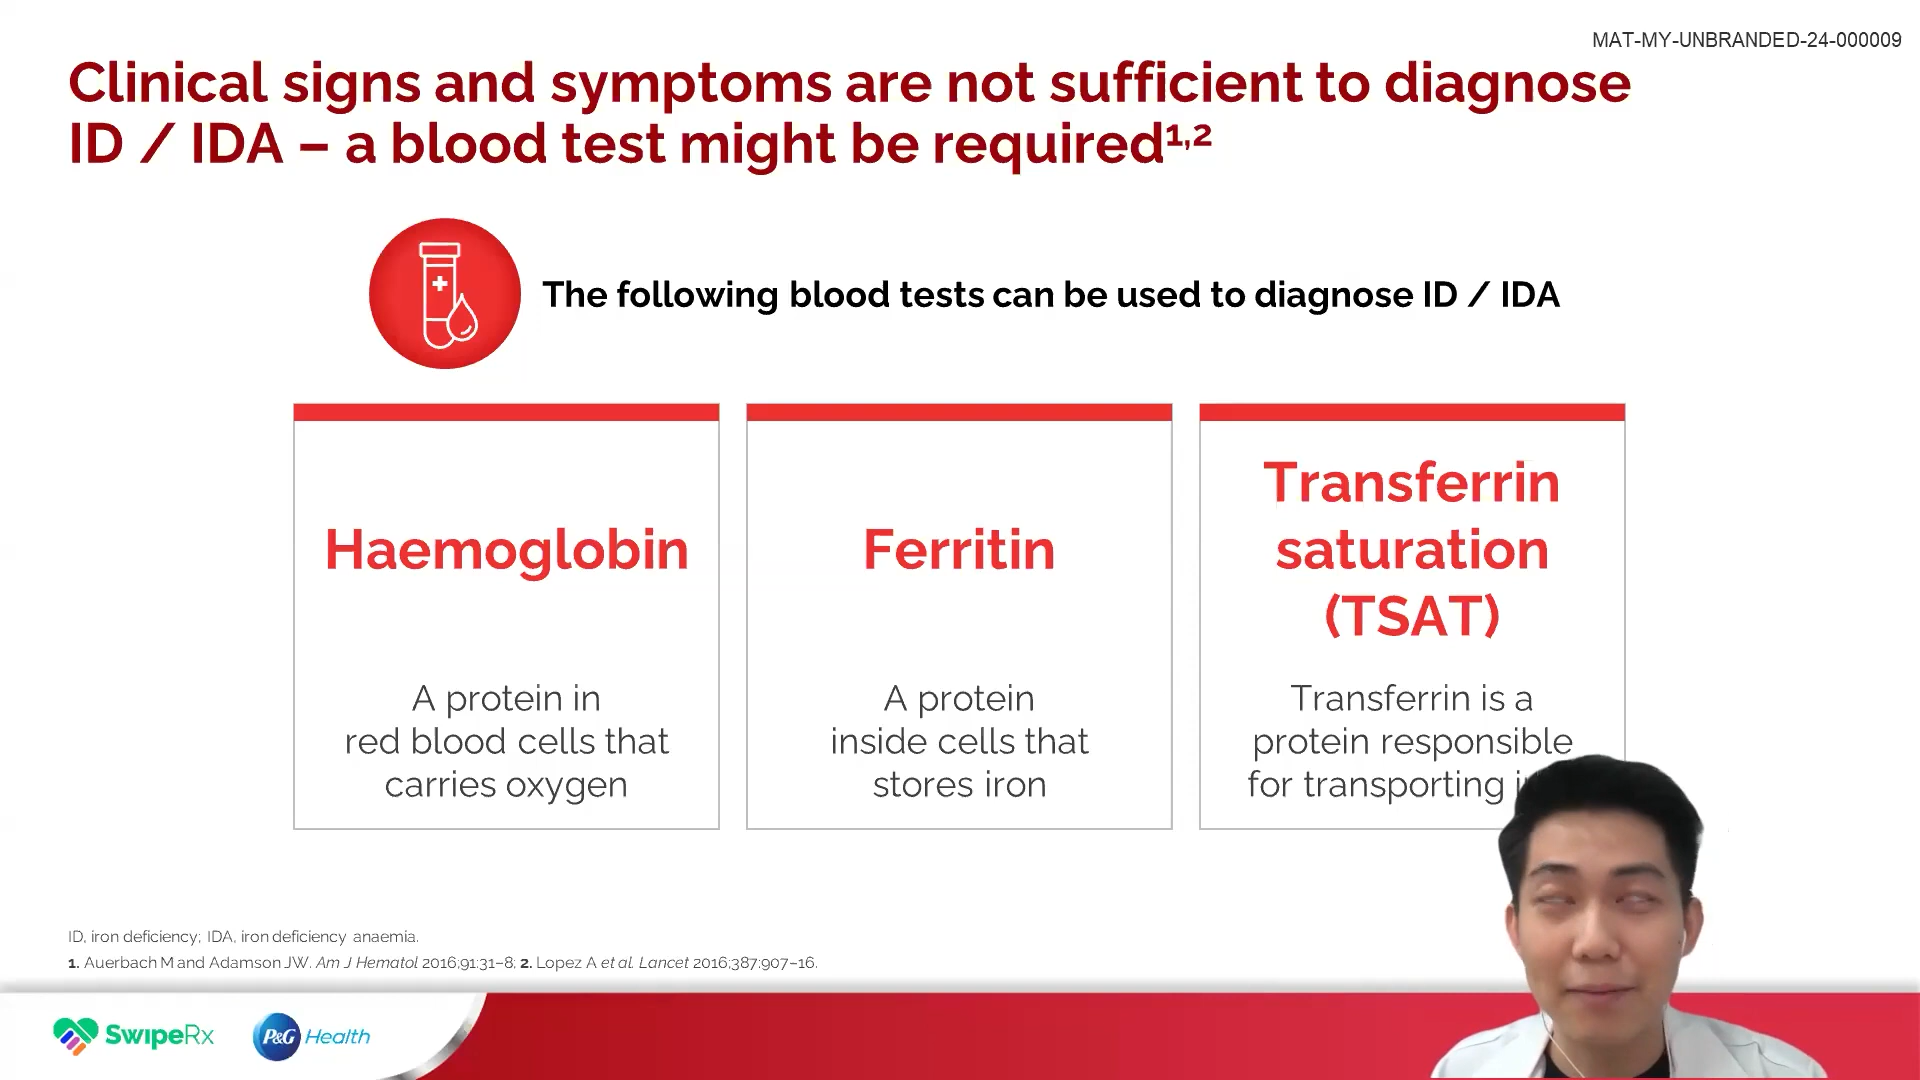 MAT-MY-UNBRANDED-24-000009
Clinical signs and symptoms are not sufficient to diagnose
ID / IDA – a blood test might be required¹,²
The following blood tests can be used to diagnose ID / IDA
Haemoglobin
A protein in
red blood cells that
carries oxygen
Ferritin
A protein
inside cells that
stores iron
Transferrin
saturation
(TSAT)
Transferrin is a
protein responsible
for transporting
ID, iron deficiency; IDA, iron deficiency anaemia.
1. Auerbach M and Adamson JW. Am J Hematol 2016;91:31–8; 2. Lopez A et al. Lancet 2016;387:907–16.
SwipeRx
P&G Health